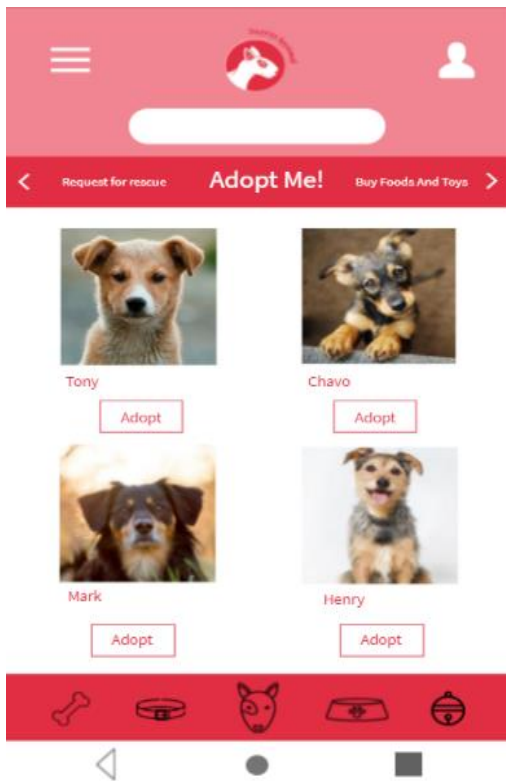 Request for rescue
Adopt Me!
Buy Foods And Toys
Tony
Chavo
Adopt
Adopt
Mark
Henry
Adopt
Adopt